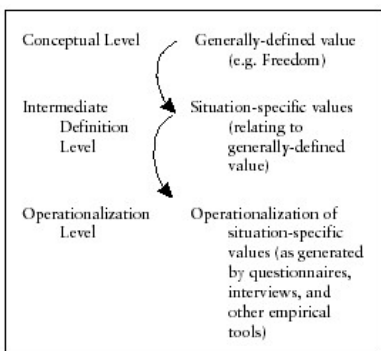 Conceptual Level Generally-defined value
(e.g. Freedom)
Intermediate Situation-specific values
Definition (relating to
Level generally-defined
value)
Operationalization Operationalization of
Level situation-specific
values (as generated
by questionnaires,
interviews, and
other empirical
tools)